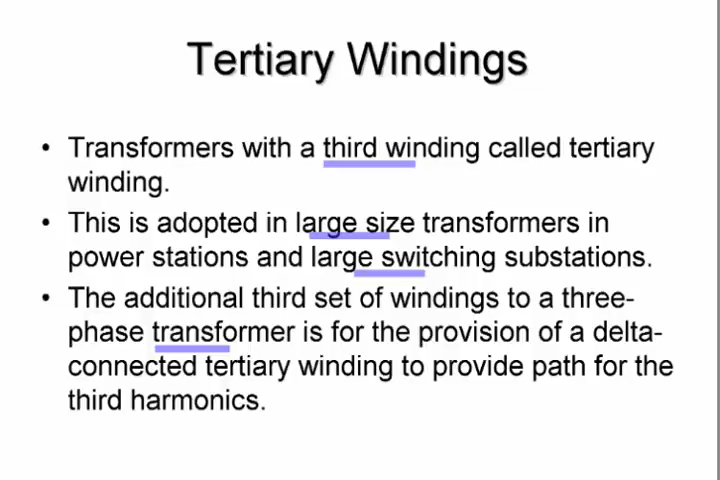 Tertiary Windings
• Transformers with a third winding called tertiary
winding.
• This is adopted in large size transformers in
power stations and large switching substations.
• The additional third set of windings to a three-
phase transformer is for the provision of a delta-
connected tertiary winding to provide path for the
third harmonics.